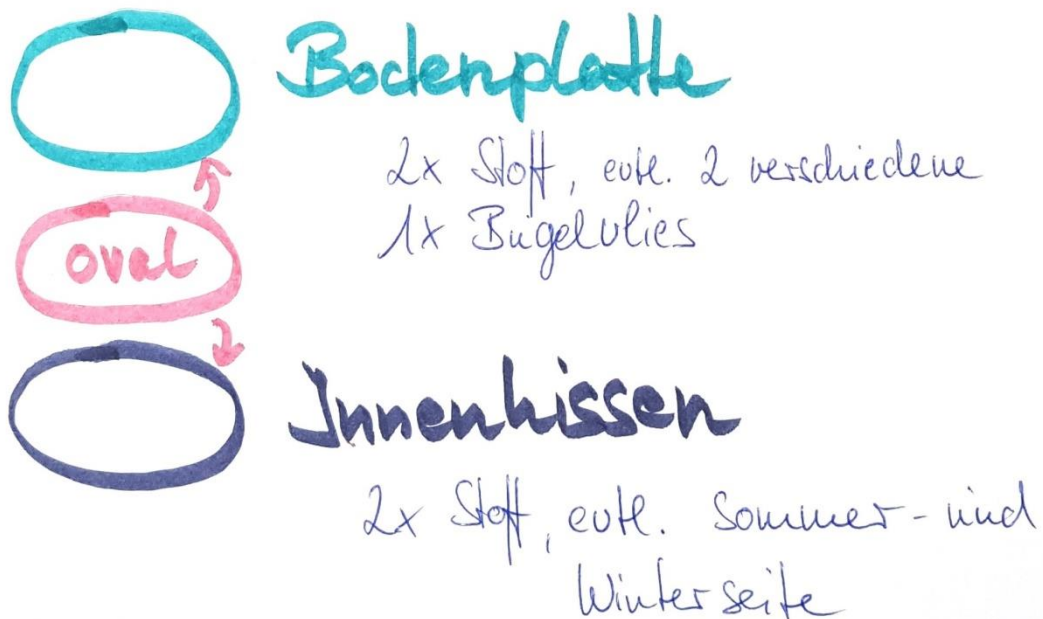 Bodenplatte
2x Stoff, evtl. 2 verschiedene
1x Bügelvlies
oval
Innenkissen
2x Stoff, evtl. Sommer- und
Winterseite